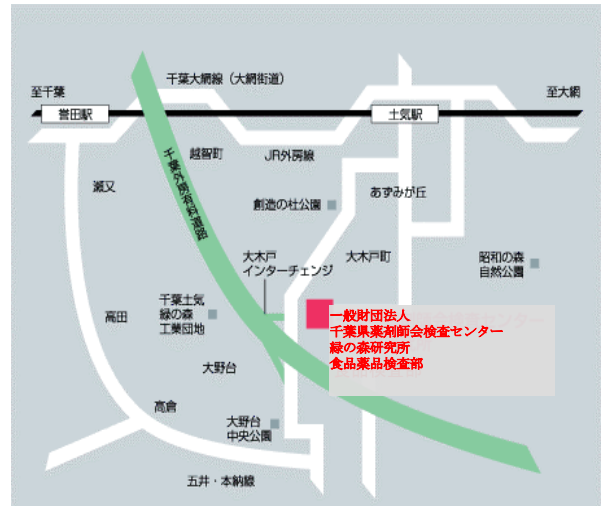 千葉大網線（大網街道）
至千葉
至大網
誉田駅
土気駅
越智町
JR外房線
千葉外房有料道路
瀬又
あすみが丘
創造の杜公園
大木戸
インターチェンジ
大木戸町
昭和の森
自然公園
千葉土気
緑の森
工業団地
高田
一般財団法人
千葉県薬剤師会検査センター
緑の森研究所
食品薬品検査部
大野台
高倉
大野台
中央公園
五井・本納線